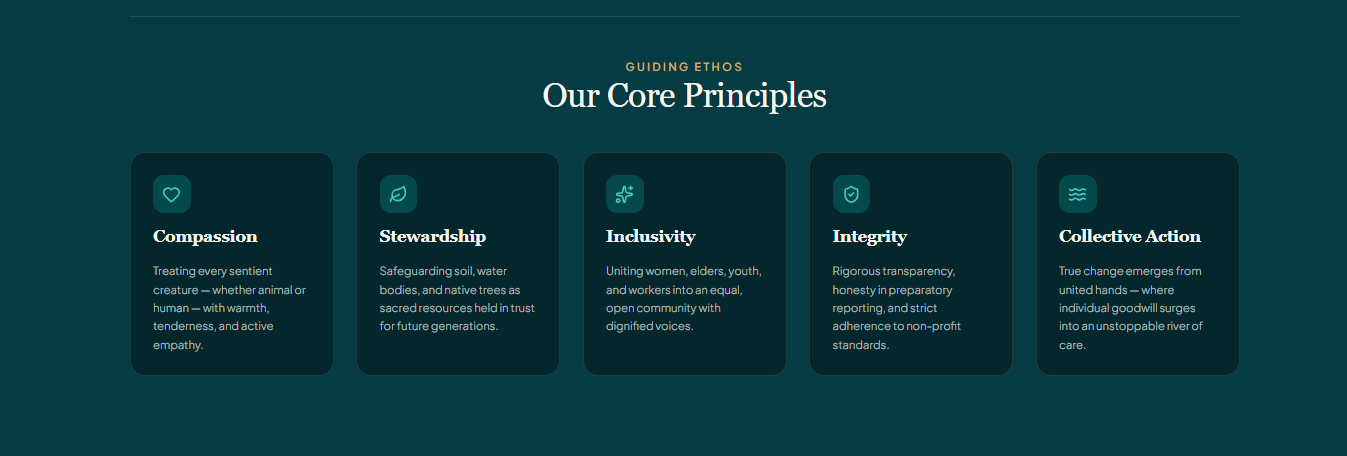 GUIDING ETHOS
Our Core Principles
Compassion
Treating every sentient
creature — whether animal or
human — with warmth,
tenderness, and active
empathy.
Stewardship
Safeguarding soil, water
bodies, and native trees as
sacred resources held in trust
for future generations.
Inclusivity
Uniting women, elders, youth,
and workers into an equal,
open community with
dignified voices.
Integrity
Rigorous transparency,
honesty in preparatory
reporting, and strict
adherence to non-profit
standards.
Collective Action
True change emerges from
united hands — where
individual goodwill surges
into an unstoppable river of
care.